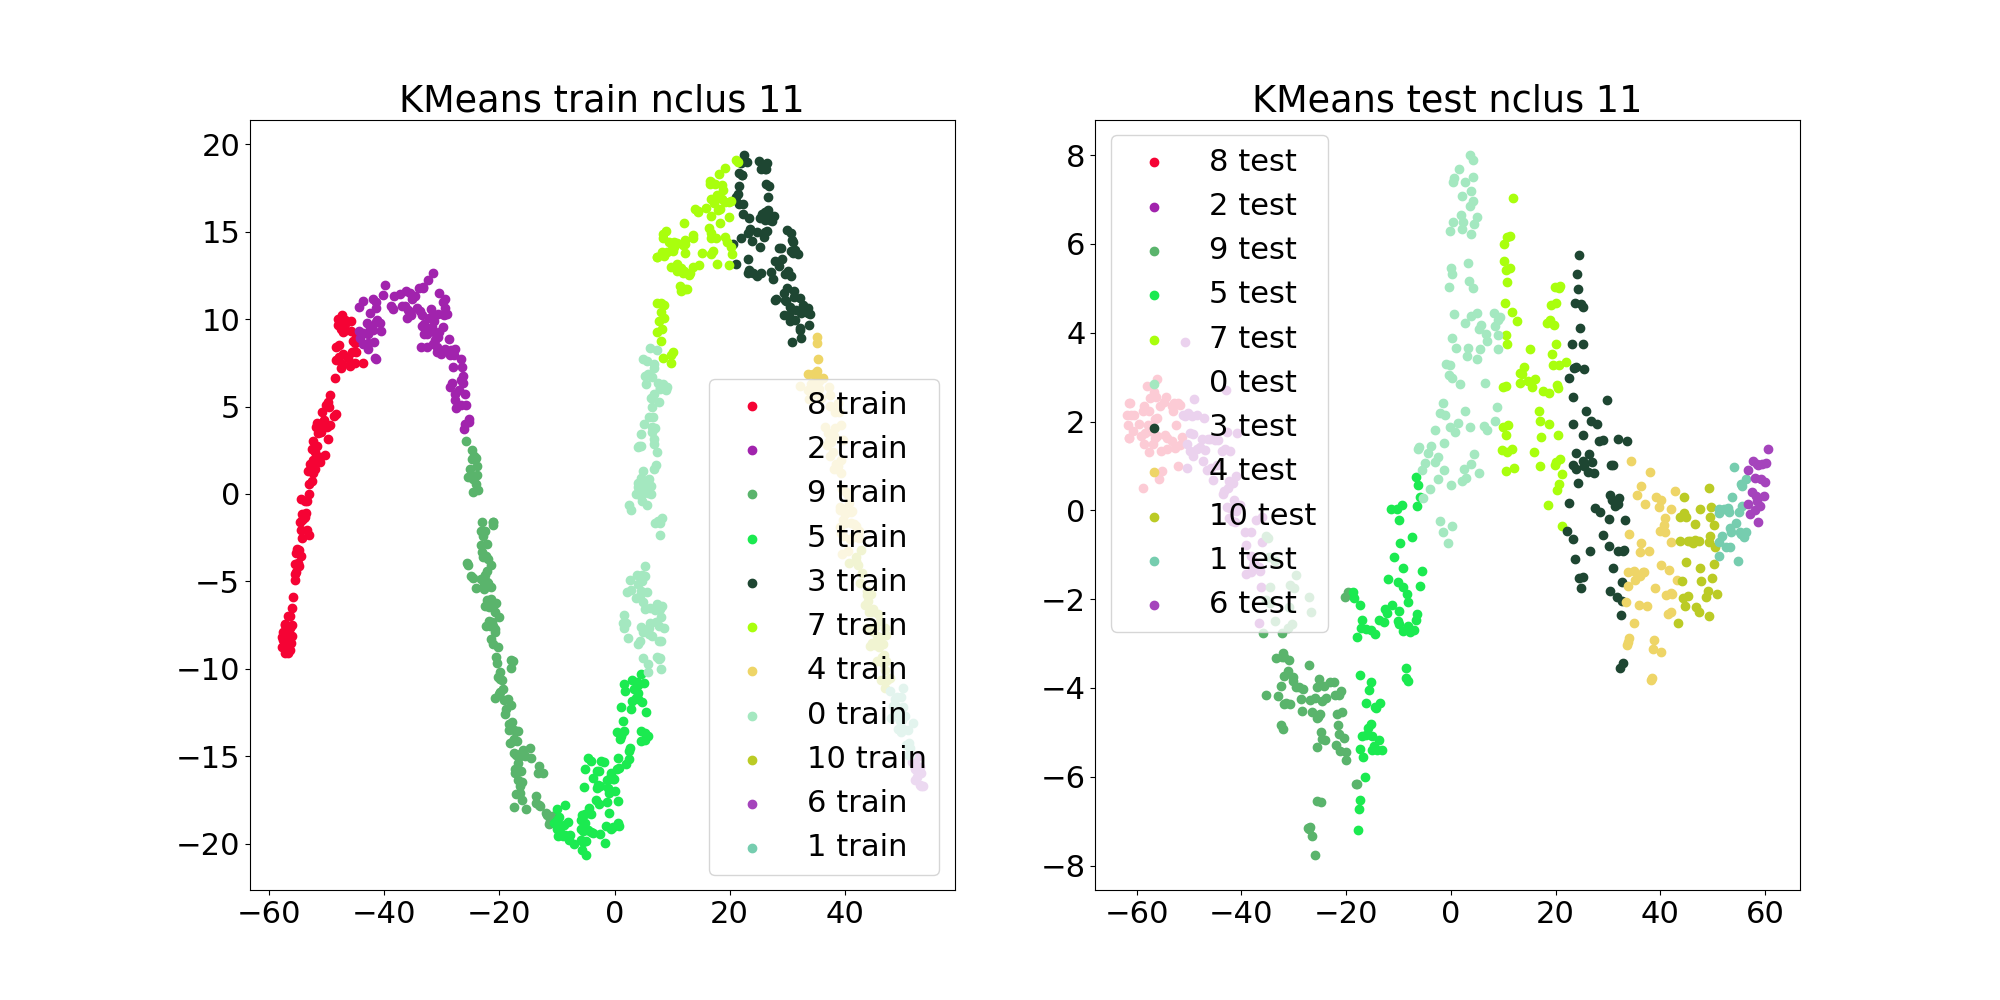 KMeans train nclus 11
20
15
10
5
0
−5
−10
−15
−20
−60 −40 −20 0 20 40
8 train
2 train
9 train
5 train
3 train
7 train
4 train
0 train
10 train
6 train
1 train
KMeans test nclus 11
8
6
4
2
0
−2
−4
−6
−8
−60 −40 −20 0 20 40 60
8 test
2 test
9 test
5 test
7 test
0 test
3 test
4 test
10 test
1 test
6 test